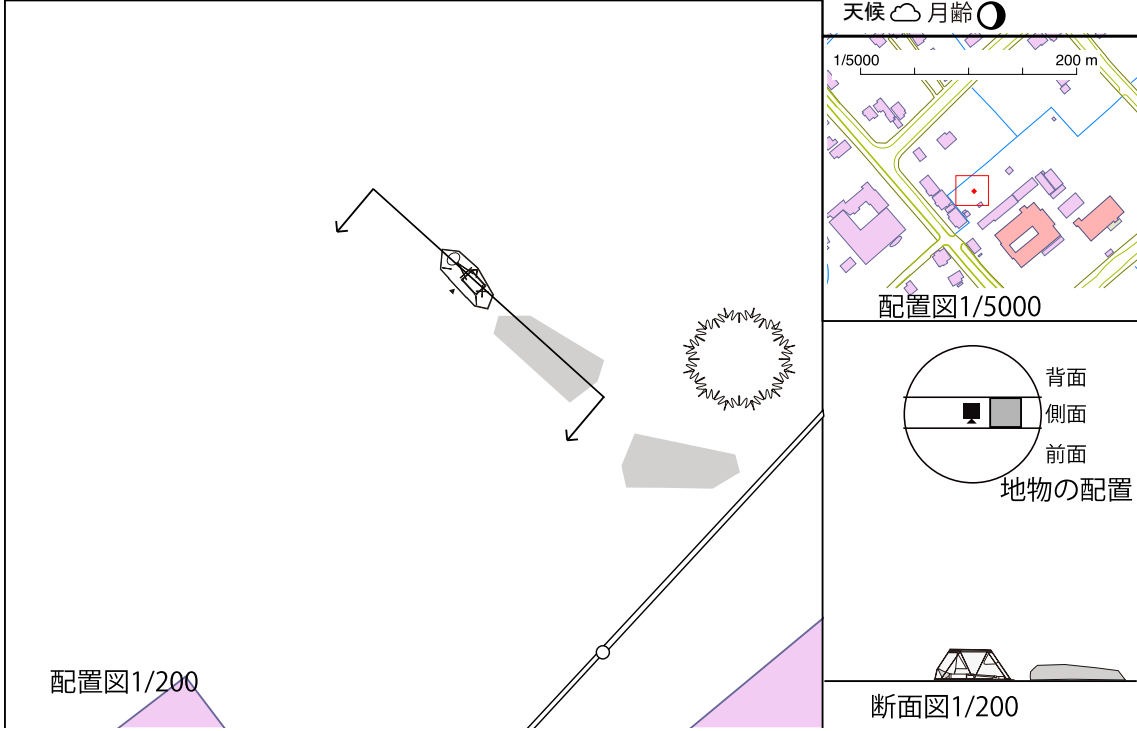 天候 月齢
1/5000 200 m
配置図1/5000
背面
側面
前面
地物の配置
配置図1/200
断面図1/200